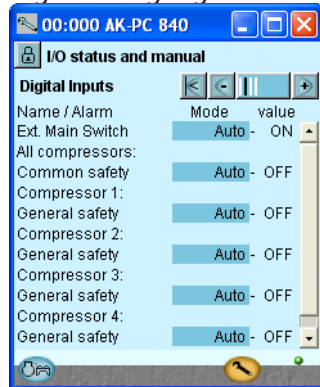 00:000 AK-PC 840
I/O status and manual
Digital Inputs
Name / Alarm Mode value
Ext. Main Switch Auto - ON
All compressors:
Common safety Auto - OFF
Compressor 1:
General safety Auto - OFF
Compressor 2:
General safety Auto - OFF
Compressor 3:
General safety Auto - OFF
Compressor 4:
General safety Auto - OFF